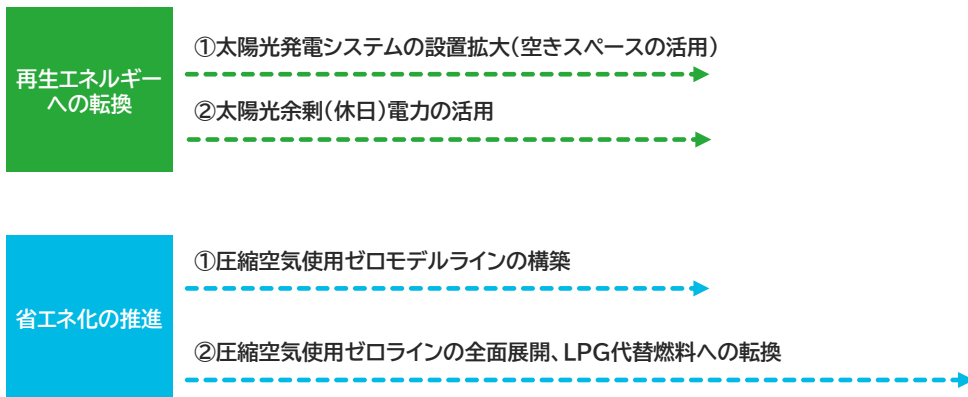 再生エネルギー
への転換
①太陽光発電システムの設置拡大(空きスペースの活用)
②太陽光余剰(休日)電力の活用
省エネ化の推進
①圧縮空気使用ゼロモデルラインの構築
②圧縮空気使用ゼロラインの全面展開、LPG代替燃料への転換